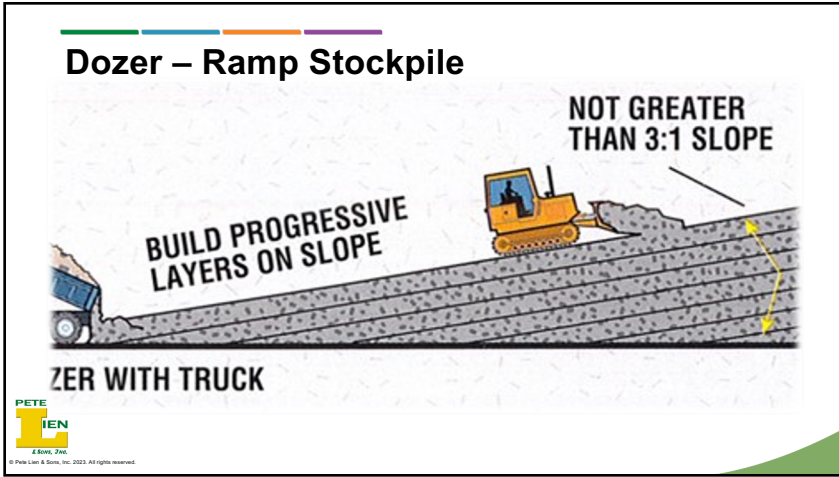 Dozer – Ramp Stockpile
NOT GREATER
THAN 3:1 SLOPE
BUILD PROGRESSIVE
LAYERS ON SLOPE
ZER WITH TRUCK
PETE
LIEN
& SONS, INC.
© Pete Lien & Sons, Inc. 2023. All rights reserved.